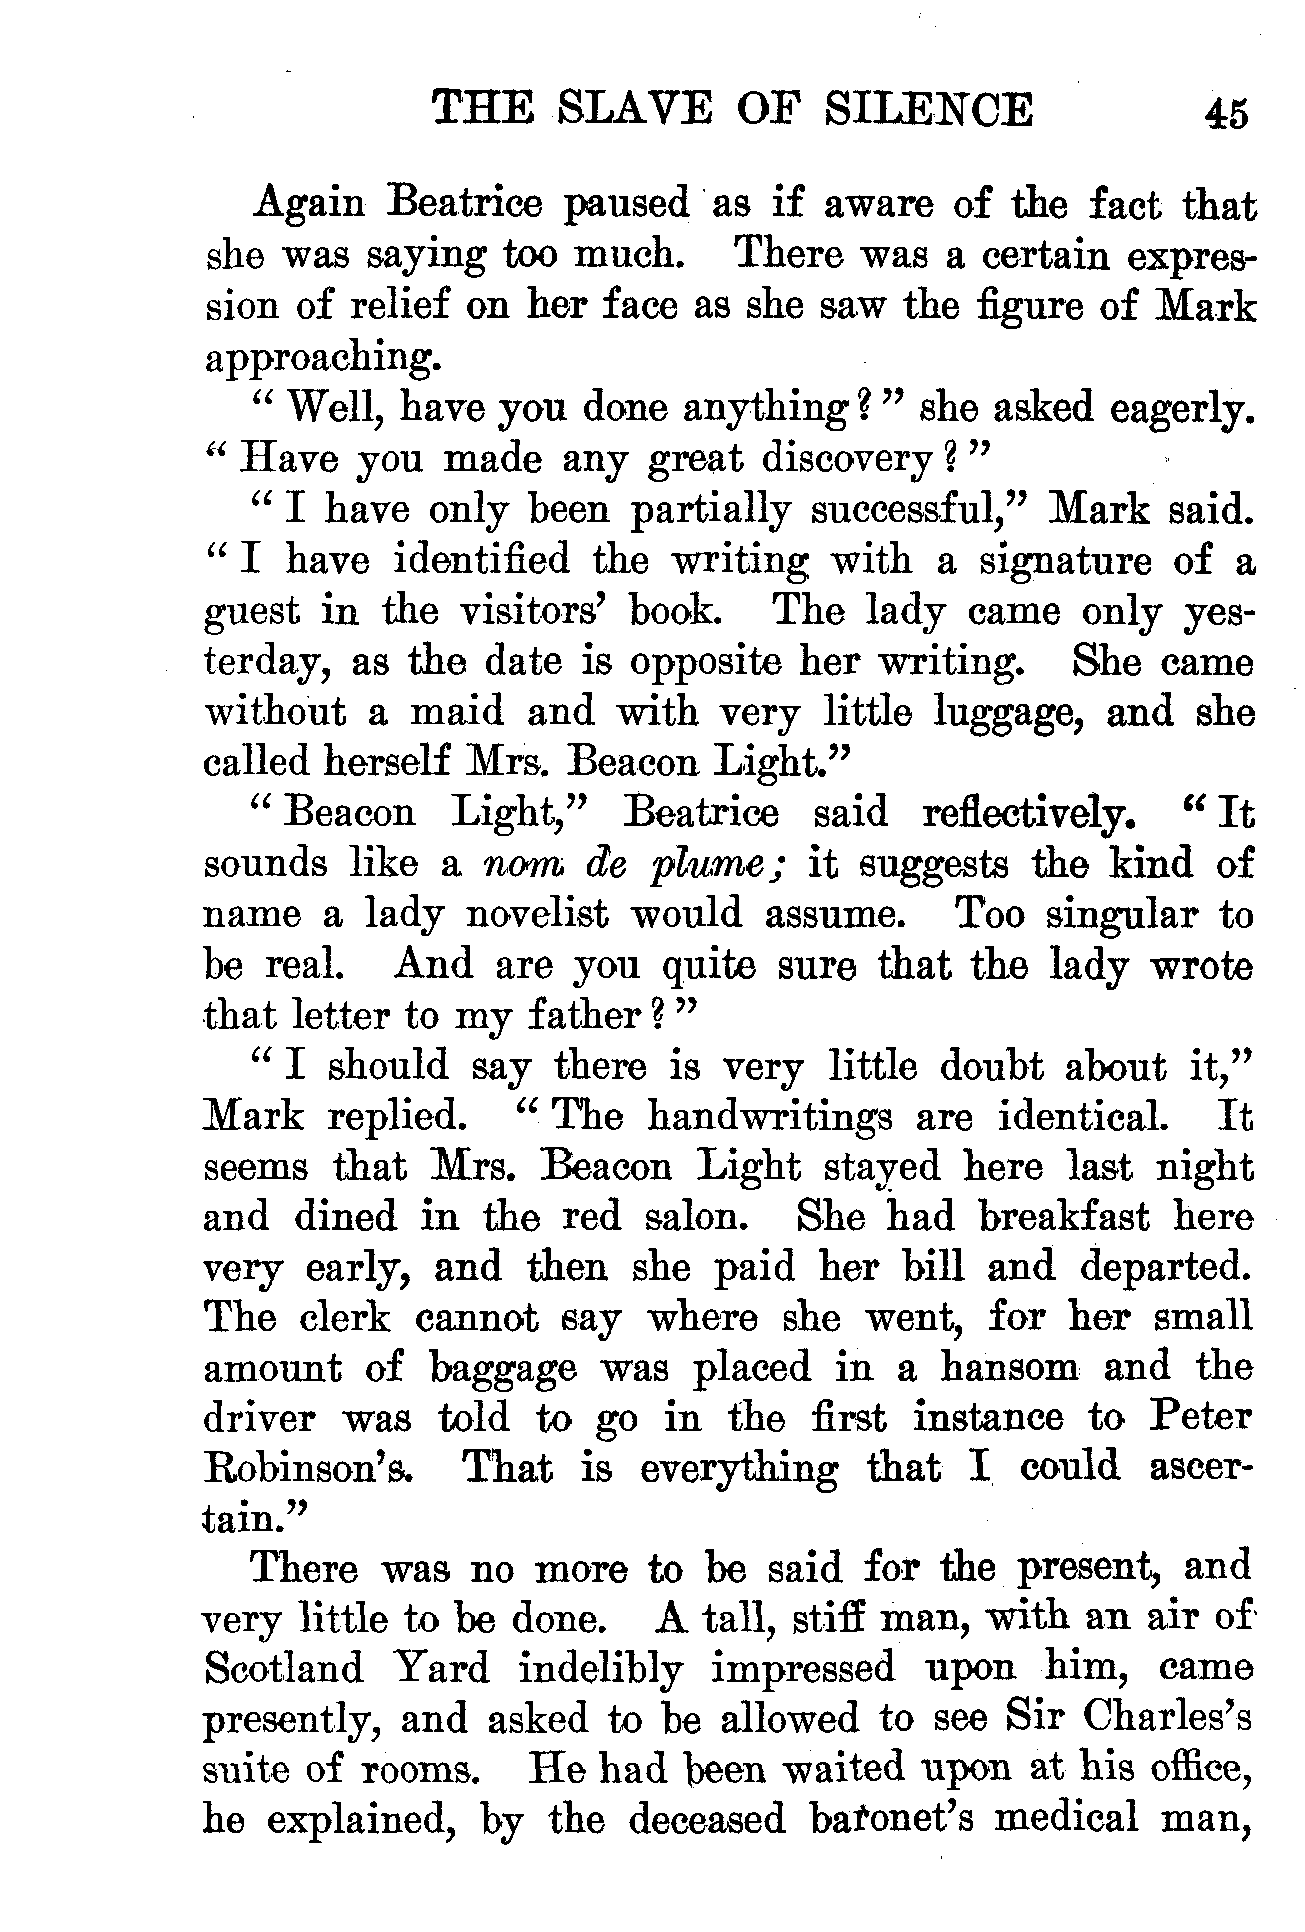 THE SLAVE OF SILENCE 45
Again Beatrice paused as if aware of the fact that
she was saying too much. There was a certain expres-
sion of relief on her face as she saw the figure of Mark
approaching.
“ Well, have you done anything ? ” she asked eagerly.
“ Have you made any great discovery ? ”
“ I have only been partially successful,” Mark said.
“ I have identified the writing with a signature of a
guest in the visitors’ book. The lady came only yes-
terday, as the date is opposite her writing. She came
without a maid and with very little luggage, and she
called herself Mrs. Beacon Light.”
“ Beacon Light,” Beatrice said reflectively. “ It
sounds like a nom de plume; it suggests the kind of
name a lady novelist would assume. Too singular to
be real. And are you quite sure that the lady wrote
that letter to my father ? ”
“ I should say there is very little doubt about it,”
Mark replied. “ The handwritings are identical. It
seems that Mrs. Beacon Light stayed here last night
and dined in the red salon. She had breakfast here
very early, and then she paid her bill and departed.
The clerk cannot say where she went, for her small
amount of baggage was placed in a hansom and the
driver was told to go in the first instance to Peter
Robinson’s. That is everything that I could ascer-
tain.”
There was no more to be said for the present, and
very little to be done. A tall, stiff man, with an air of
Scotland Yard indelibly impressed upon him, came
presently, and asked to be allowed to see Sir Charles’s
suite of rooms. He had been waited upon at his office,
he explained, by the deceased baronet’s medical man,